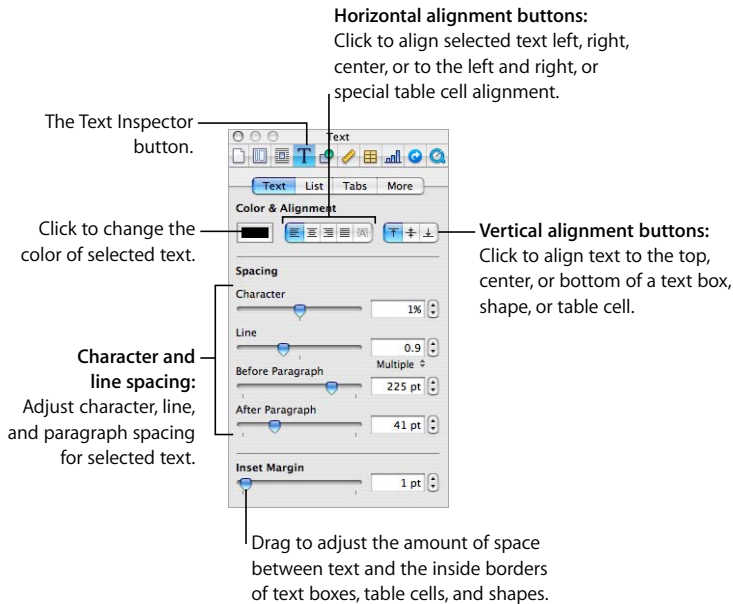 Horizontal alignment buttons:
Click to align selected text left, right,
center, or to the left and right, or
special table cell alignment.
The Text Inspector
button.
Text
T
Text List Tabs More
Color & Alignment
Click to change the
color of selected text.
Vertical alignment buttons:
Click to align text to the top,
center, or bottom of a text box,
shape, or table cell.
Spacing
Character
1%
Line
0.9
Multiple
Before Paragraph
225 pt
After Paragraph
41 pt
Character and
line spacing:
Adjust character, line,
and paragraph spacing
for selected text.
Inset Margin
1 pt
Drag to adjust the amount of space
between text and the inside borders
of text boxes, table cells, and shapes.